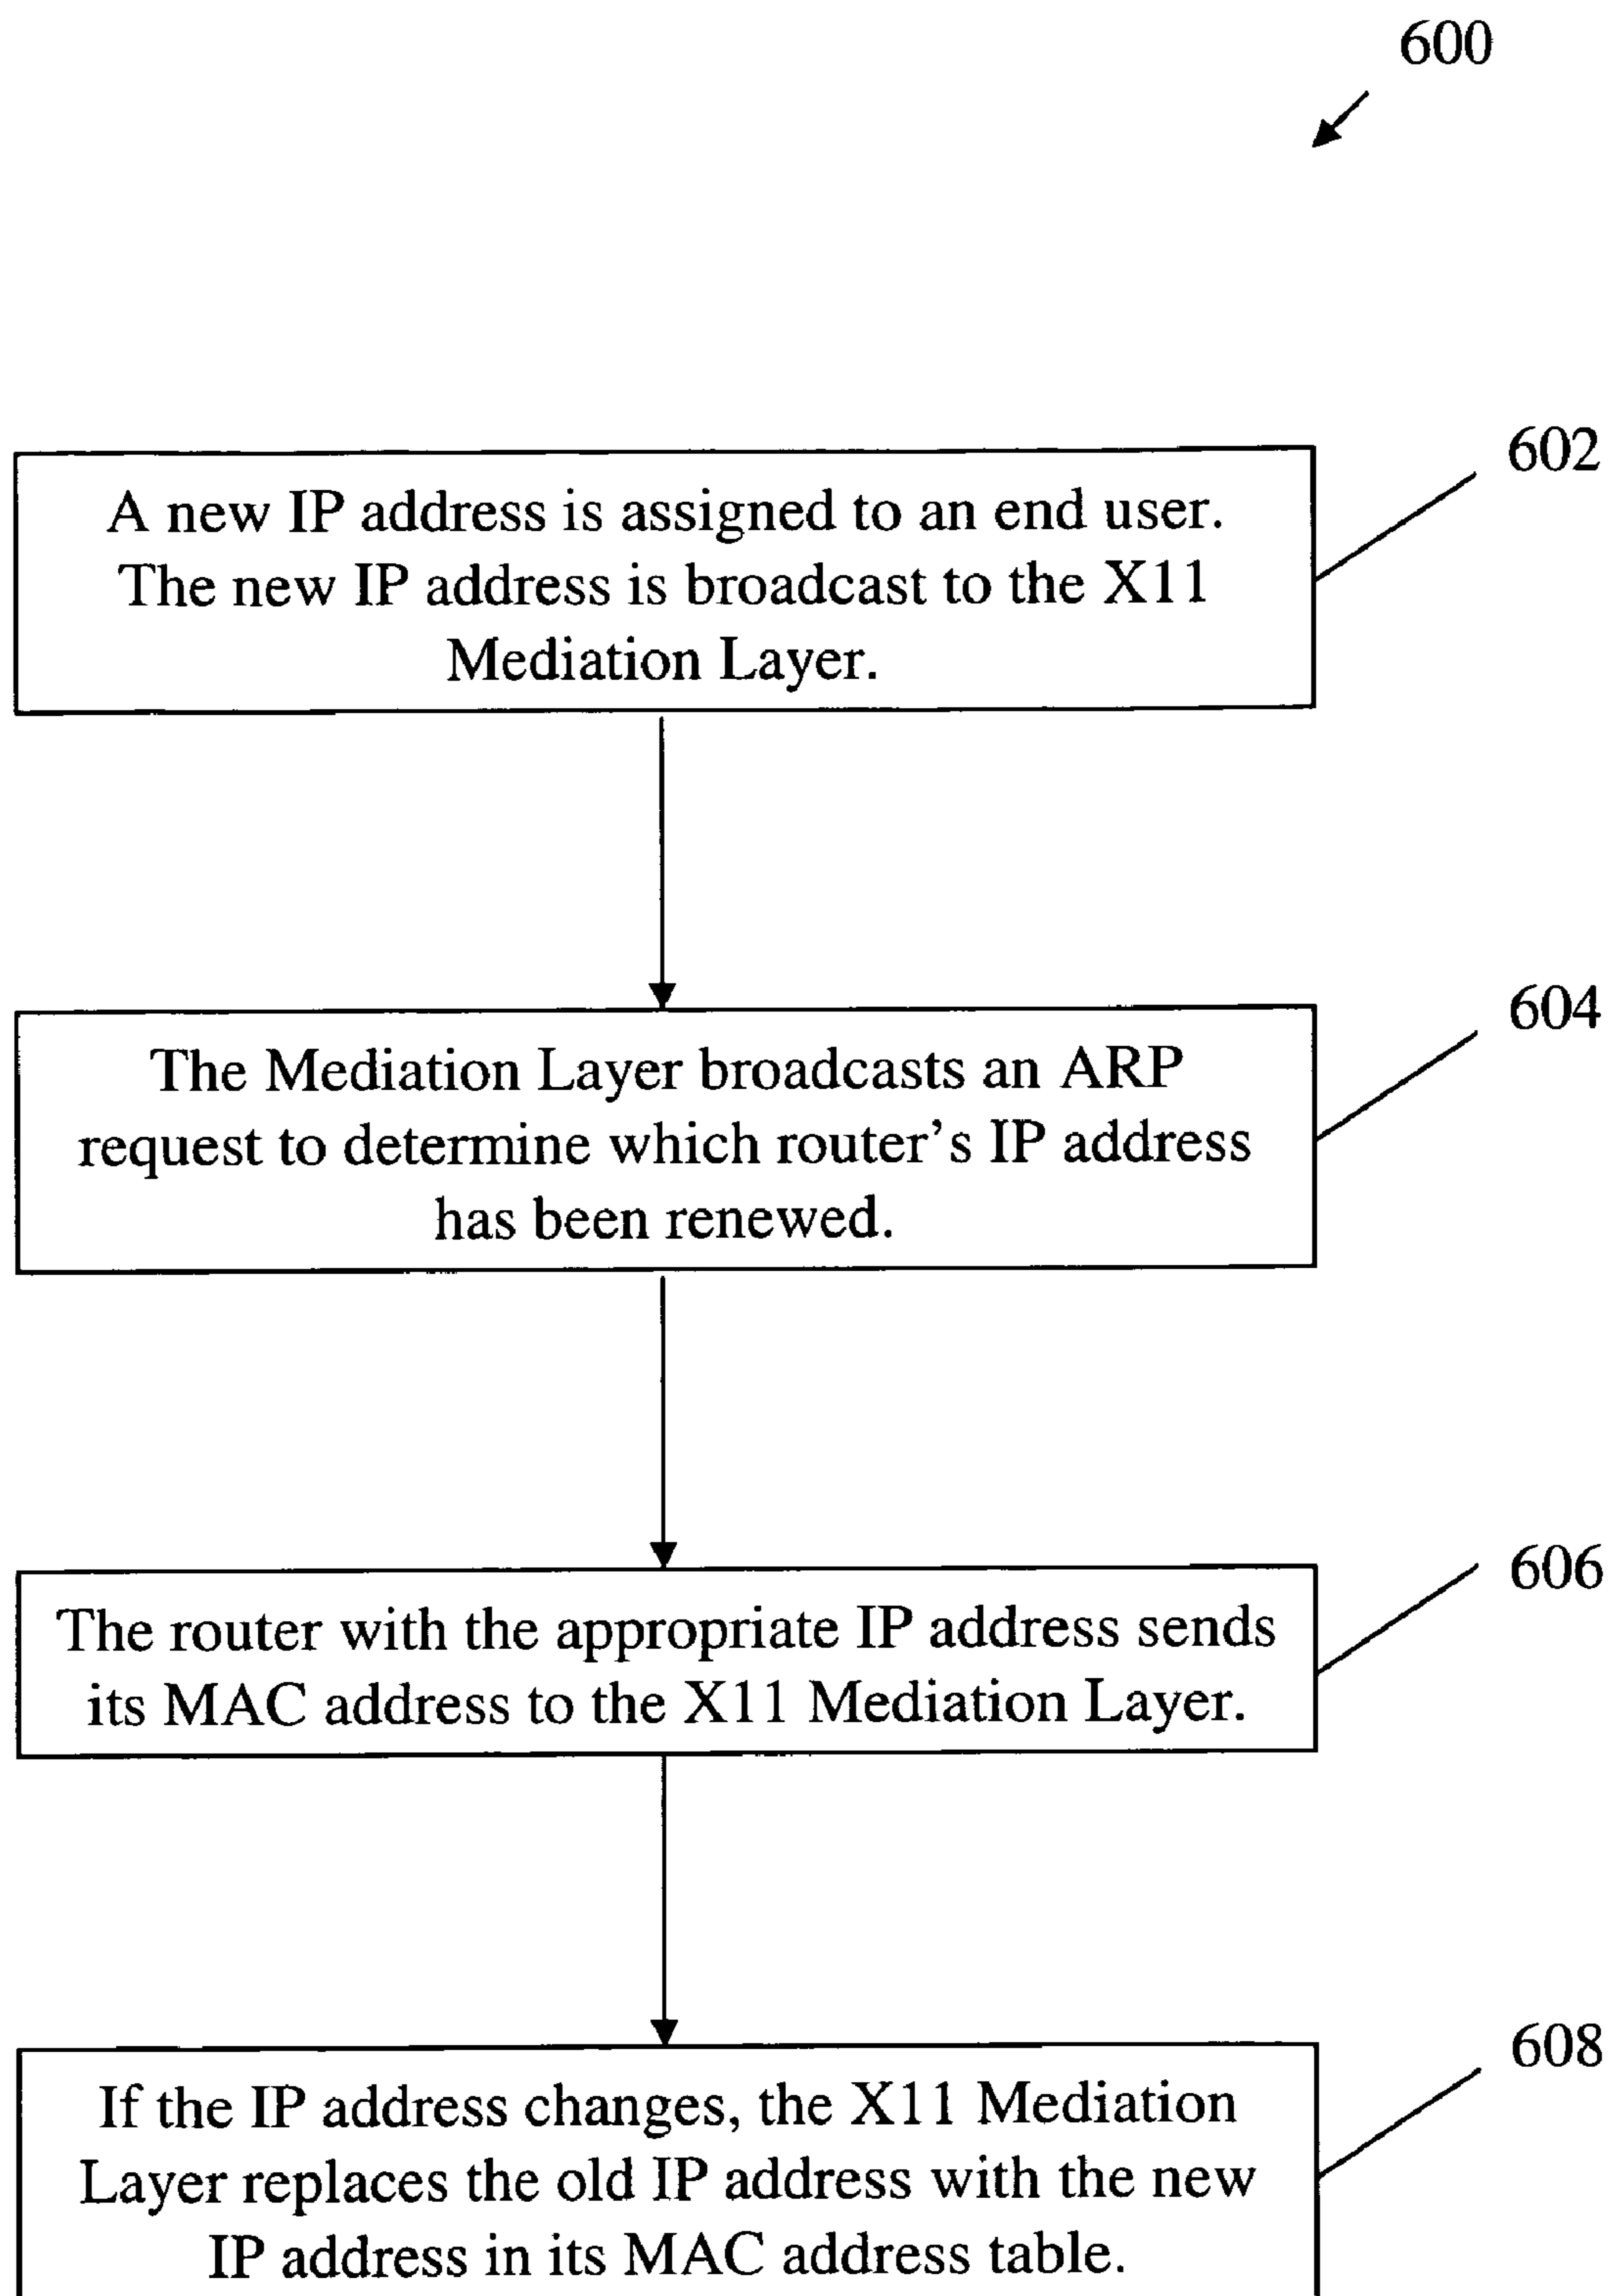 600
602
A new IP address is assigned to an end user.
The new IP address is broadcast to the X11
Mediation Layer.
604
The Mediation Layer broadcasts an ARP
request to determine which router’s IP address
has been renewed.
606
The router with the appropriate IP address sends
its MAC address to the X11 Mediation Layer.
608
If the IP address changes, the X11 Mediation
Layer replaces the old IP address with the new
IP address in its MAC address table.